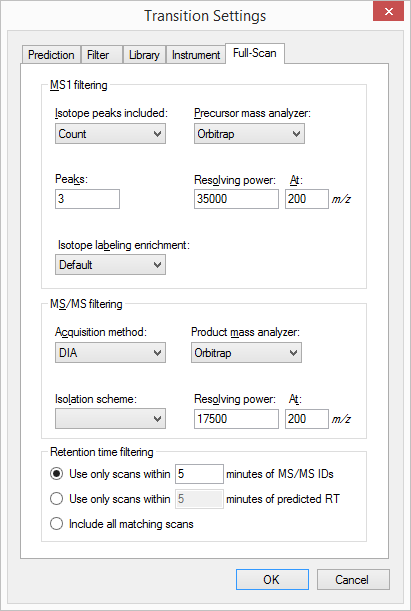 Transition Settings
Prediction Filter Library Instrument Full-Scan
MS1 filtering
Isotope peaks included: Precursor mass analyzer:
Count Orbitrap
Peaks: Resolving power: At:
3 35000 200 m/z
Isotope labeling enrichment:
Default
MS/MS filtering
Acquisition method: Product mass analyzer:
DIA Orbitrap
Isolation scheme: Resolving power: At:
17500 200 m/z
Retention time filtering
Use only scans within 5 minutes of MS/MS IDs
Use only scans within 5 minutes of predicted RT
Include all matching scans
OK Cancel